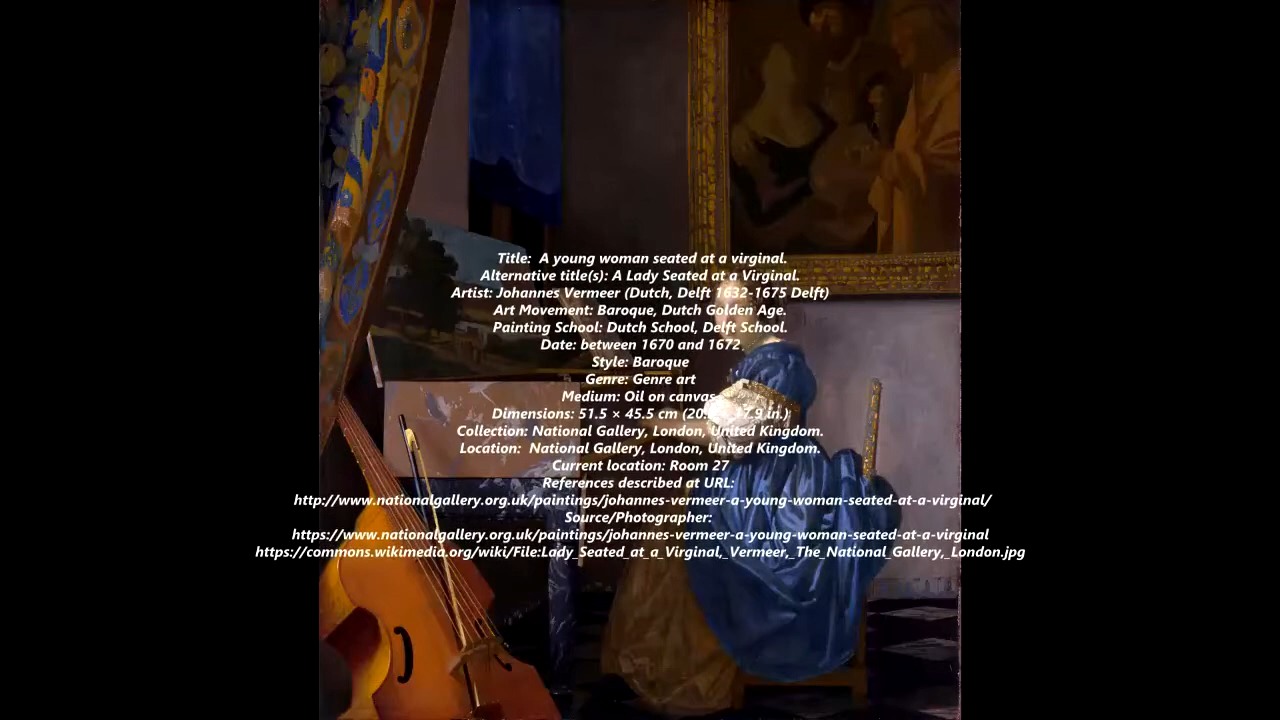 Title:  A young woman seated at a virginal.
Alternative title(s): A Lady Seated at a Virginal.
Artist: Johannes Vermeer (Dutch, Delft 1632-1675 Delft)
Art Movement: Baroque, Dutch Golden Age.
Painting School: Dutch School, Delft School.
Date: between 1670 and 1672.
Style: Baroque
Genre: Genre art
Medium: Oil on canvas.
Dimensions: 51.5 × 45.5 cm in.)
Collection: National Gallery, London, United Kingdom.
Location:  National Gallery, London, United Kingdom.
Current location: Room 27
References described at URL:
http://www.nationalgallery.org.uk/paintings/johannes-vermeer-a-young-woman-seated-at-a-virginal/
Source/Photographer:
https://www.nationalgallery.org.uk/paintings/johannes-vermeer-a-young-woman-seated-at-a-virginal
https://commons.wikimedia.org/wiki/File:Lady_Seated_at_a_Virginal,_Vermeer,_The_National_Gallery,_London.jpg